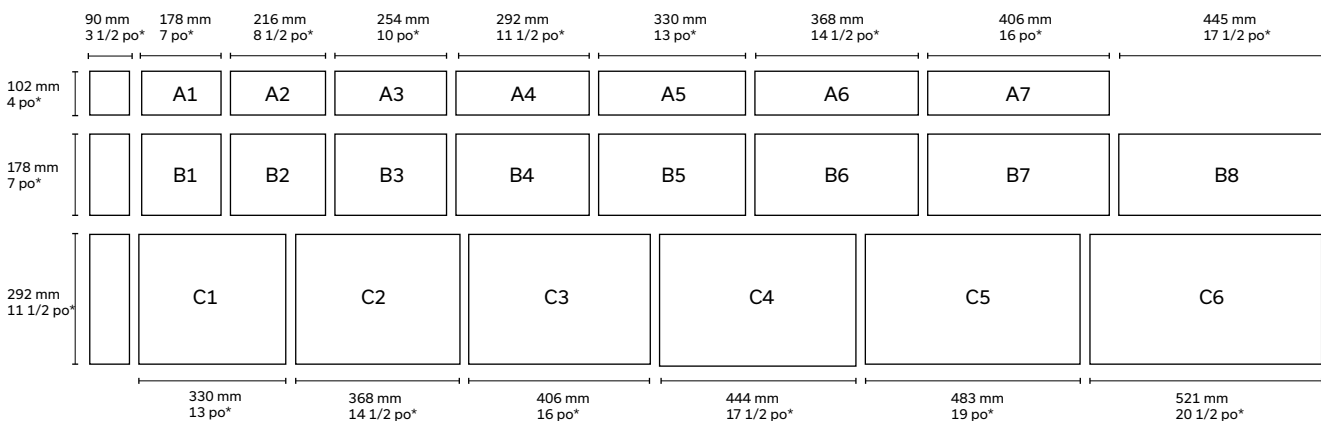 90 mm 178 mm 216 mm 254 mm 292 mm 330 mm 368 mm 406 mm 445 mm
3 1/2 po* 7 po* 8 1/2 po* 10 po* 11 1/2 po* 13 po* 14 1/2 po* 16 po* 17 1/2 po*
102 mm
4 po*
A1 A2 A3 A4 A5 A6 A7
178 mm
7 po*
B1 B2 B3 B4 B5 B6 B7 B8
292 mm
11 1/2 po*
C1 C2 C3 C4 C5 C6
330 mm 368 mm 406 mm 444 mm 483 mm 521 mm
13 po* 14 1/2 po* 16 po* 17 1/2 po* 19 po* 20 1/2 po*